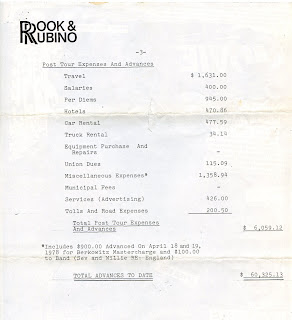 ROOK &
RUBINO
-3-
Post Tour Expenses And Advances
Travel $ 1,631.00
Salaries 400.00
Per Diems 945.00
Hotels 470.86
Car Rental 477.59
Truck Rental 34.14
Equipment Purchase And
Repairs -
Union Dues 115.09
Miscellaneous Expenses* 1,358.94
Municipal Fees -
Services (Advertising) 426.00
Tolls And Road Expenses 200.50
Total Post Tour Expenses
And Advances $ 6,059.12
*Includes $900.00 Advanced On April 18 and 19,
1978 for Berkowitz Mastercharge and $100.00
to Band (Sev and Willie RE: England)
TOTAL ADVANCES TO DATE $ 60,325.13